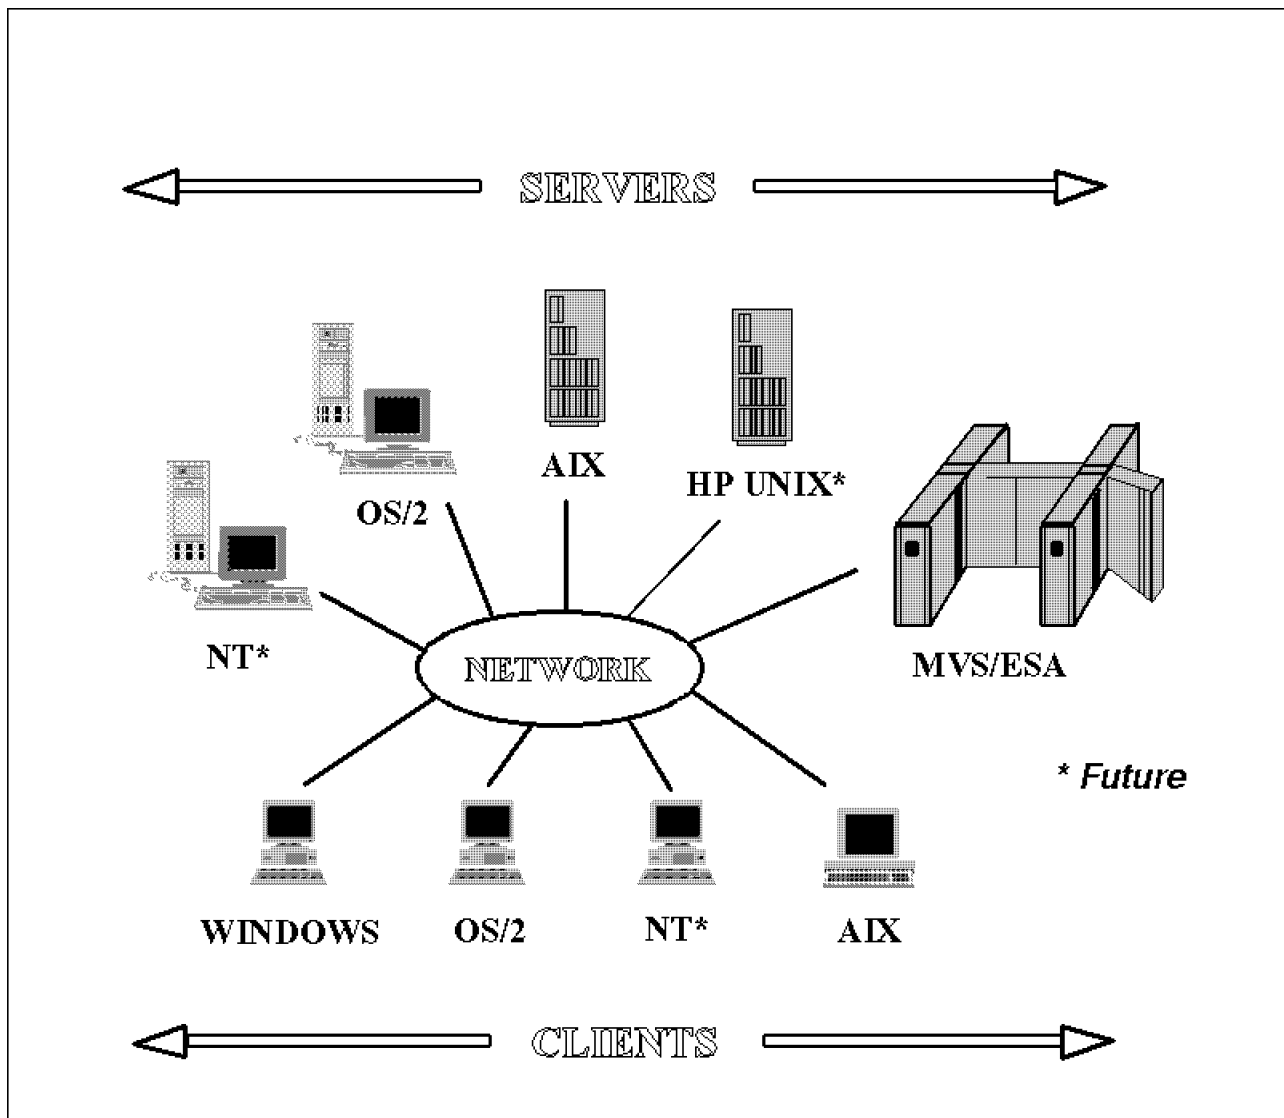 SERVERS
AIX
HP UNIX*
OS/2
NT*
MVS/ESA
NETWORK
* Future
WINDOWS
OS/2
NT*
AIX
CLIENTS